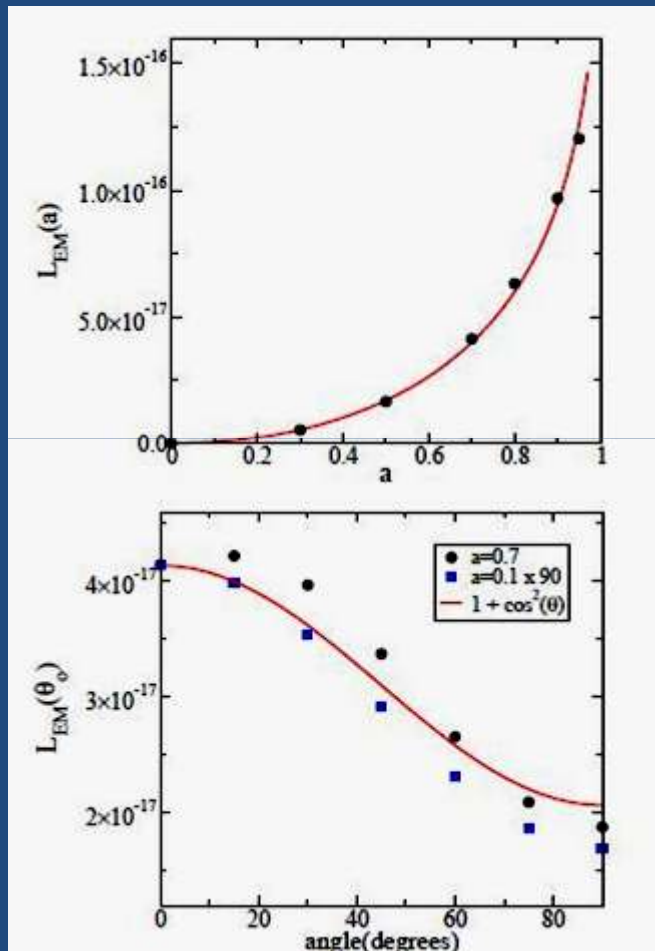 1.5×10⁻¹⁶
1.0×10⁻¹⁶
5.0×10⁻¹⁷
0.0
L_EM(a)
0 0.2 0.4 0.6 0.8 1
a
4×10⁻¹⁷
3×10⁻¹⁷
2×10⁻¹⁷
L_EM(θ_o)
a=0.7
a=0.1 x 90
1 + cos²(θ)
0 20 40 60 80
angle(degrees)